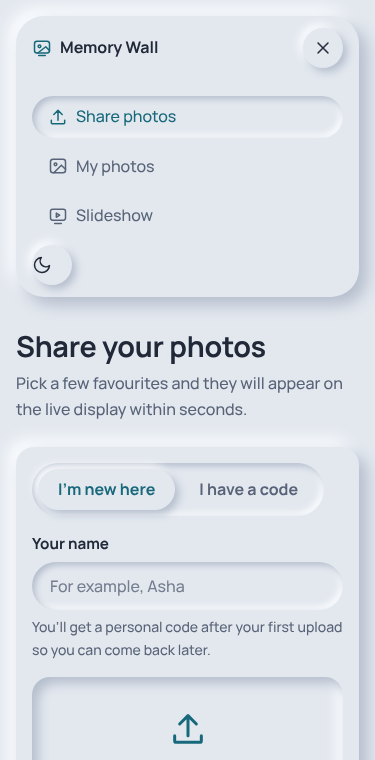 Memory Wall
Share photos
My photos
Slideshow
Share your photos
Pick a few favourites and they will appear on
the live display within seconds.
I'm new here
I have a code
Your name
For example, Asha
You'll get a personal code after your first upload
so you can come back later.